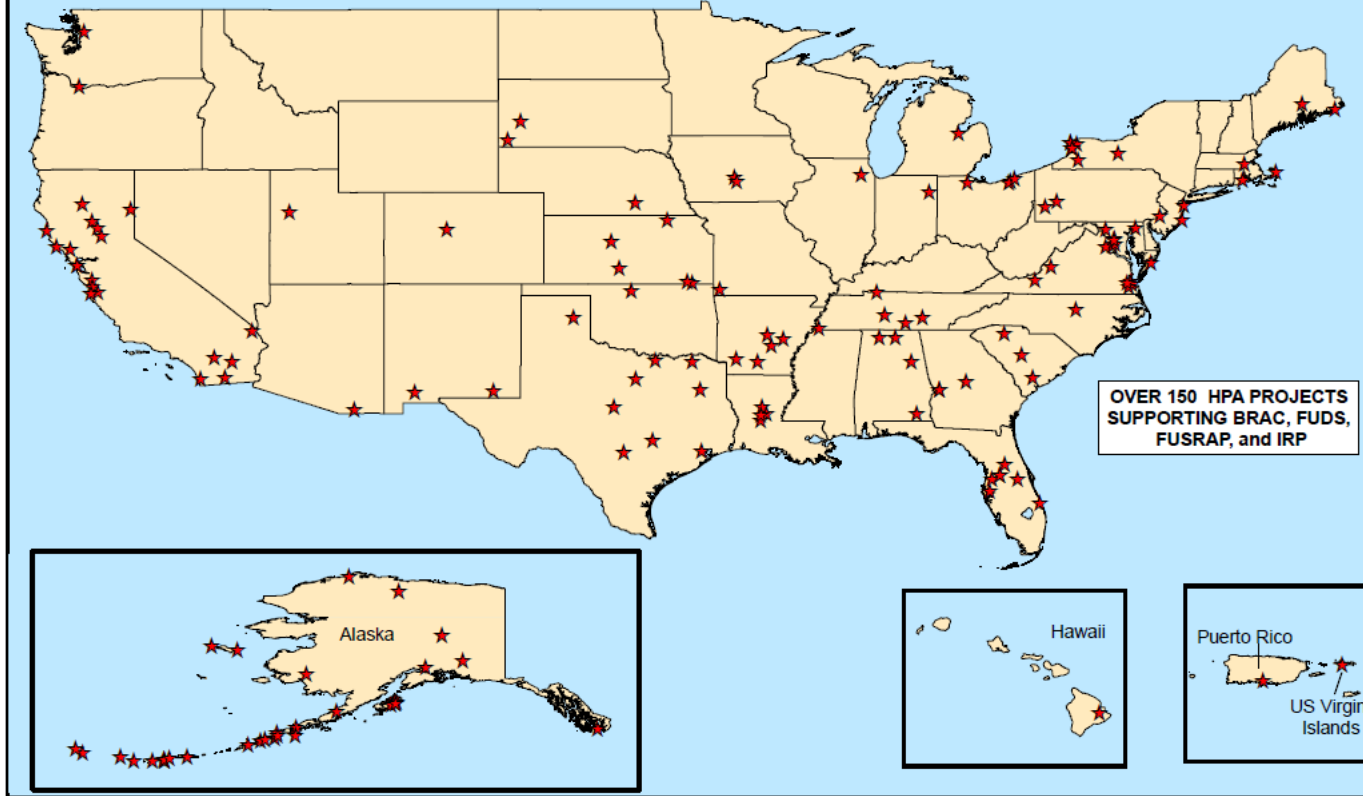 OVER 150 HPA PROJECTS
SUPPORTING BRAC, FUDS,
FUSRAP, and IRP
Alaska
Hawaii
Puerto Rico
US Virgin
Islands